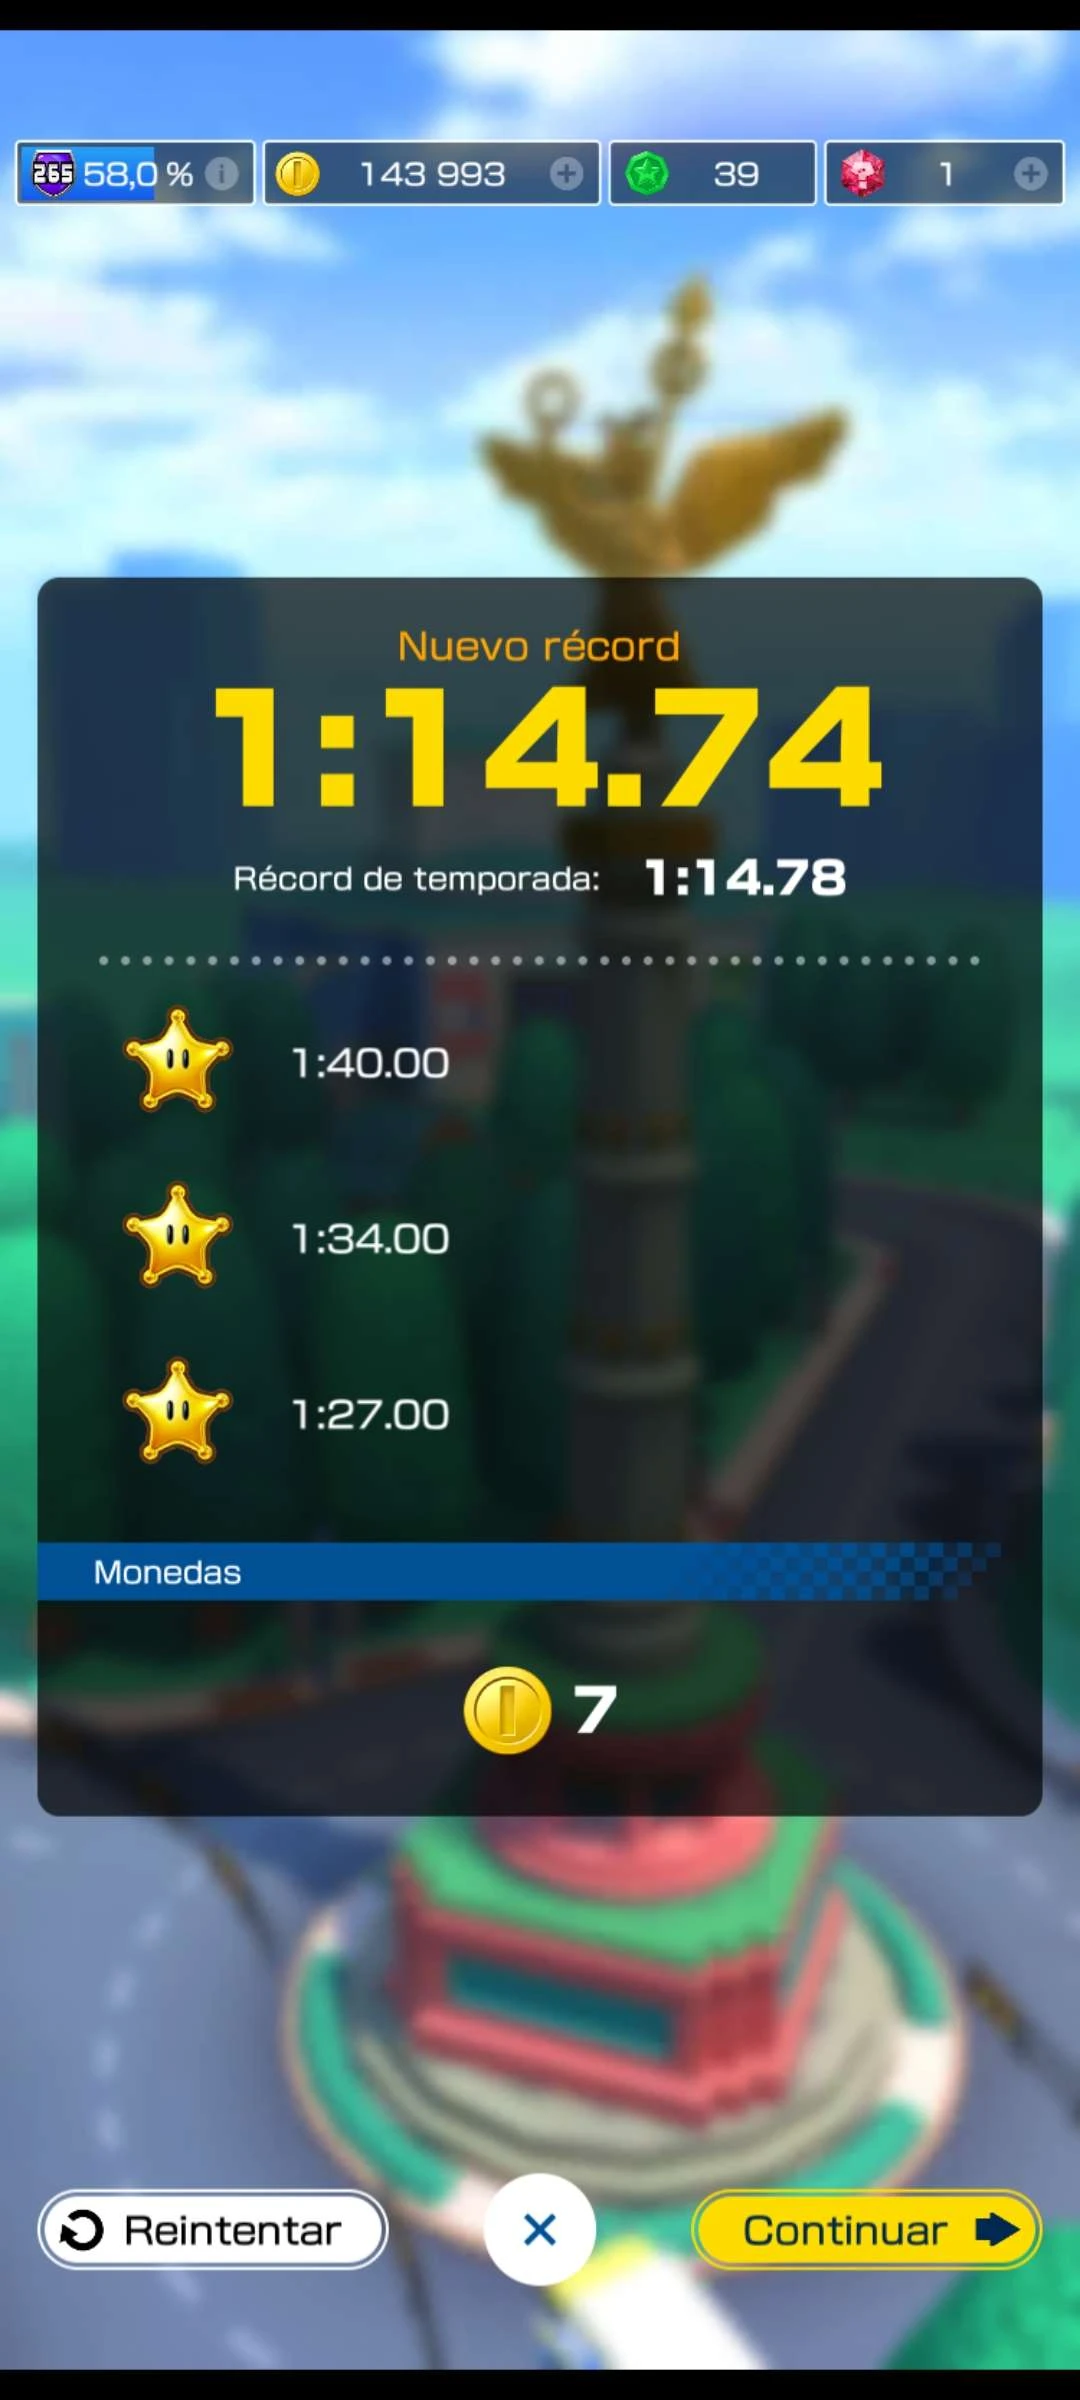 265 58,0 % 143 993 39 1
Nuevo récord
1:14.74
Récord de temporada: 1:14.78
1:40.00
1:34.00
1:27.00
Monedas
7
Reintentar Continuar